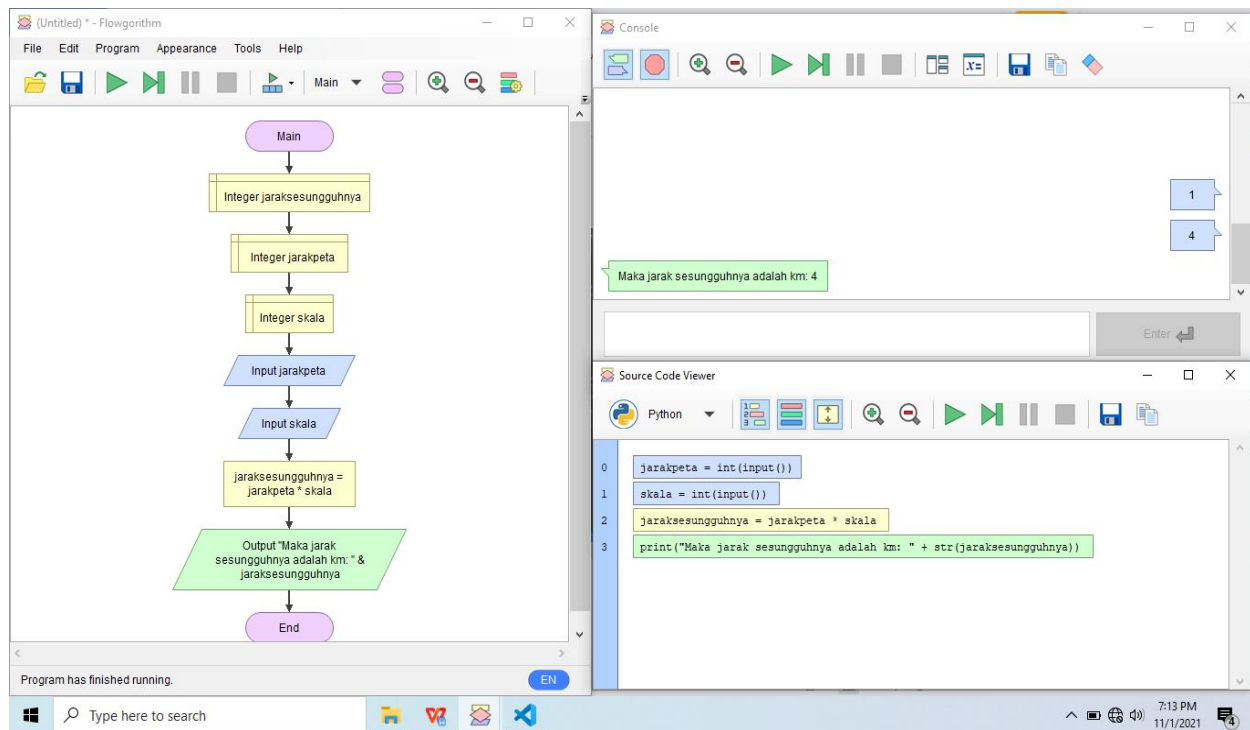 (Untitled) * - Flowgorithm
File Edit Program Appearance Tools Help
Main
Main
Integer jaraksesungguhnya
Integer jarakpeta
Integer skala
Input jarakpeta
Input skala
jaraksesungguhnya =
jarakpeta * skala
Output "Maka jarak
sesungguhnya adalah km: " &
jaraksesungguhnya
End
Program has finished running.
EN
Console
x=
1
4
Maka jarak sesungguhnya adalah km: 4
Enter
Source Code Viewer
Python
1
2
3
0 jarakpeta = int(input())
1 skala = int(input())
2 jaraksesungguhnya = jarakpeta * skala
3 print("Maka jarak sesungguhnya adalah km: " + str(jaraksesungguhnya))
Type here to search
7:13 PM
11/1/2021
4